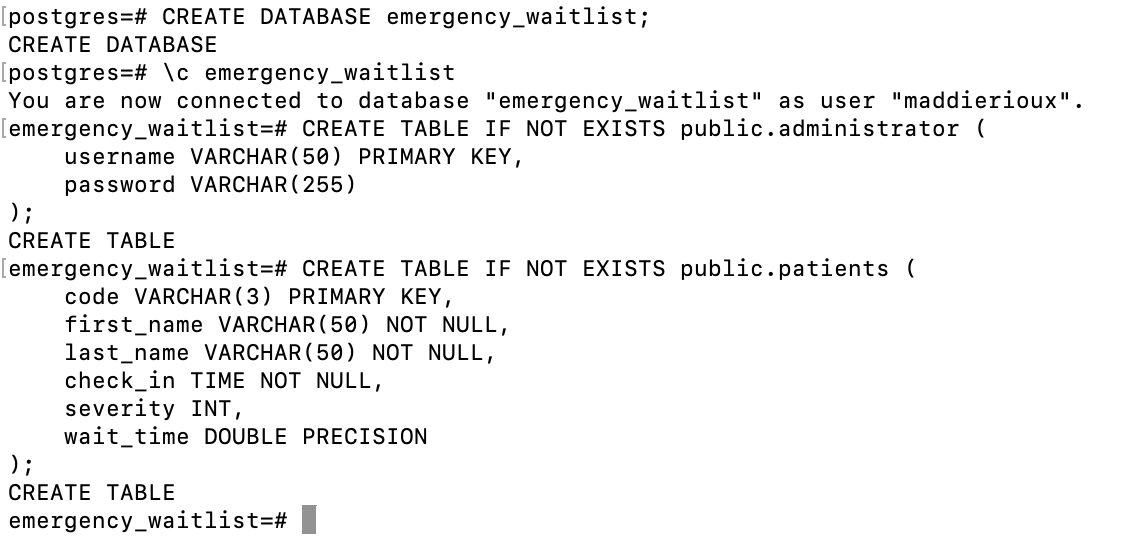 [postgres=# CREATE DATABASE emergency_waitlist;
CREATE DATABASE
[postgres=# \c emergency_waitlist
You are now connected to database "emergency_waitlist" as user "maddierioux".
[emergency_waitlist=# CREATE TABLE IF NOT EXISTS public.administrator (
    username VARCHAR(50) PRIMARY KEY,
    password VARCHAR(255)
);
CREATE TABLE
[emergency_waitlist=# CREATE TABLE IF NOT EXISTS public.patients (
    code VARCHAR(3) PRIMARY KEY,
    first_name VARCHAR(50) NOT NULL,
    last_name VARCHAR(50) NOT NULL,
    check_in TIME NOT NULL,
    severity INT,
    wait_time DOUBLE PRECISION
);
CREATE TABLE
emergency_waitlist=#